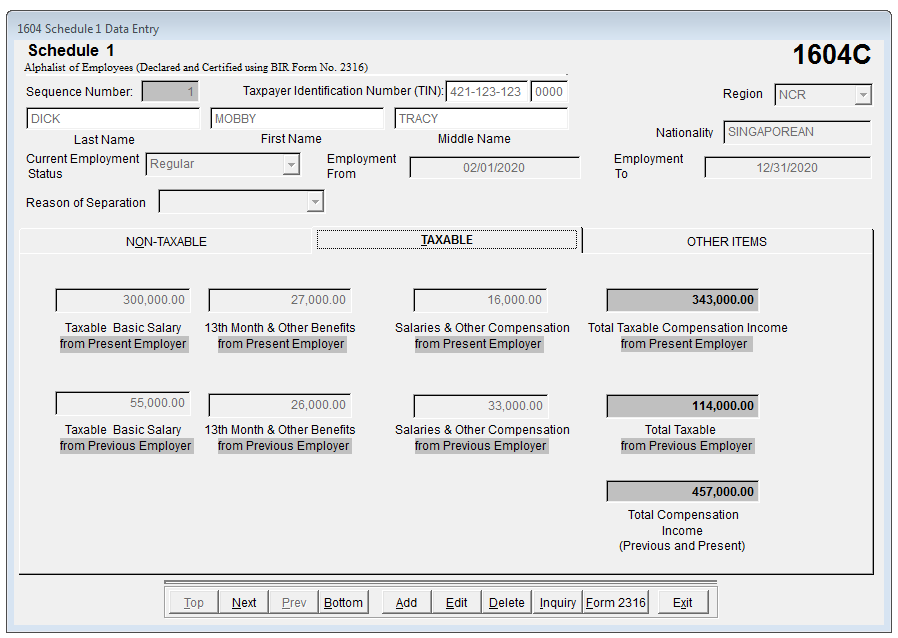 1604 Schedule 1 Data Entry
Schedule 1
1604C
Alphalist of Employees (Declared and Certified using BIR Form No. 2316)
Sequence Number: 1 Taxpayer Identification Number (TIN): 421-123-123 0000 Region NCR
DICK MOBBY TRACY
Last Name First Name Middle Name
Nationality SINGAPOREAN
Current Employment Status Regular Employment From 02/01/2020 Employment To 12/31/2020
Reason of Separation
NON-TAXABLE TAXABLE OTHER ITEMS
300,000.00 27,000.00 16,000.00 343,000.00
Taxable Basic Salary 13th Month & Other Benefits Salaries & Other Compensation Total Taxable Compensation Income
from Present Employer from Present Employer from Present Employer from Present Employer
55,000.00 26,000.00 33,000.00 114,000.00
Taxable Basic Salary 13th Month & Other Benefits Salaries & Other Compensation Total Taxable
from Previous Employer from Previous Employer from Previous Employer from Previous Employer
457,000.00
Total Compensation
Income
(Previous and Present)
Top Next Prev Bottom Add Edit Delete Inquiry Form 2316 Exit